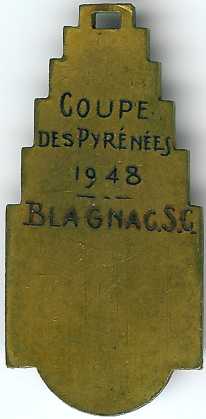 COUPE
DES PYRÉNÉES
1948
BLAGNAC.S.C.